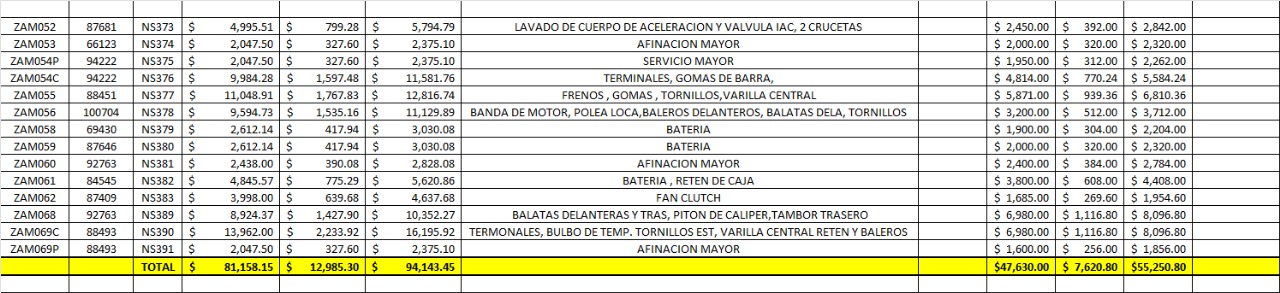 ZAM052 87681 NS373 $ 4,995.51 $ 799.28 $ 5,794.79 LAVADO DE CUERPO DE ACELERACION Y VALVULA IAC, 2 CRUCETAS $ 2,450.00 $ 392.00 $ 2,842.00
ZAM053 66123 NS374 $ 2,047.50 $ 327.60 $ 2,375.10 AFINACION MAYOR $ 2,000.00 $ 320.00 $ 2,320.00
ZAM054P 94222 NS375 $ 2,047.50 $ 327.60 $ 2,375.10 SERVICIO MAYOR $ 1,950.00 $ 312.00 $ 2,262.00
ZAM054C 94222 NS376 $ 9,984.28 $ 1,597.48 $ 11,581.76 TERMINALES, GOMAS DE BARRA, $ 4,814.00 $ 770.24 $ 5,584.24
ZAM055 88451 NS377 $ 11,048.91 $ 1,767.83 $ 12,816.74 FRENOS , GOMAS , TORNILLOS,VARILLA CENTRAL $ 5,871.00 $ 939.36 $ 6,810.36
ZAM056 100704 NS378 $ 9,594.73 $ 1,535.16 $ 11,129.89 BANDA DE MOTOR, POLEA LOCA,BALEROS DELANTEROS, BALATAS DELA, TORNILLOS $ 3,200.00 $ 512.00 $ 3,712.00
ZAM058 69430 NS379 $ 2,612.14 $ 417.94 $ 3,030.08 BATERIA $ 1,900.00 $ 304.00 $ 2,204.00
ZAM059 87646 NS380 $ 2,612.14 $ 417.94 $ 3,030.08 BATERIA $ 2,000.00 $ 320.00 $ 2,320.00
ZAM060 92763 NS381 $ 2,438.00 $ 390.08 $ 2,828.08 AFINACION MAYOR $ 2,400.00 $ 384.00 $ 2,784.00
ZAM061 84545 NS382 $ 4,845.57 $ 775.29 $ 5,620.86 BATERIA , RETEN DE CAJA $ 3,800.00 $ 608.00 $ 4,408.00
ZAM062 87409 NS383 $ 3,998.00 $ 639.68 $ 4,637.68 FAN CLUTCH $ 1,685.00 $ 269.60 $ 1,954.60
ZAM068 92763 NS389 $ 8,924.37 $ 1,427.90 $ 10,352.27 BALATAS DELANTERAS Y TRAS, PITON DE CALIPER,TAMBOR TRASERO $ 6,980.00 $ 1,116.80 $ 8,096.80
ZAM069C 88493 NS390 $ 13,962.00 $ 2,233.92 $ 16,195.92 TERMONALES, BULBO DE TEMP. TORNILLOS EST, VARILLA CENTRAL RETEN Y BALEROS $ 6,980.00 $ 1,116.80 $ 8,096.80
ZAM069P 88493 NS391 $ 2,047.50 $ 327.60 $ 2,375.10 AFINACION MAYOR $ 1,600.00 $ 256.00 $ 1,856.00
TOTAL $ 81,158.15 $ 12,985.30 $ 94,143.45 $47,630.00 $ 7,620.80 $55,250.80